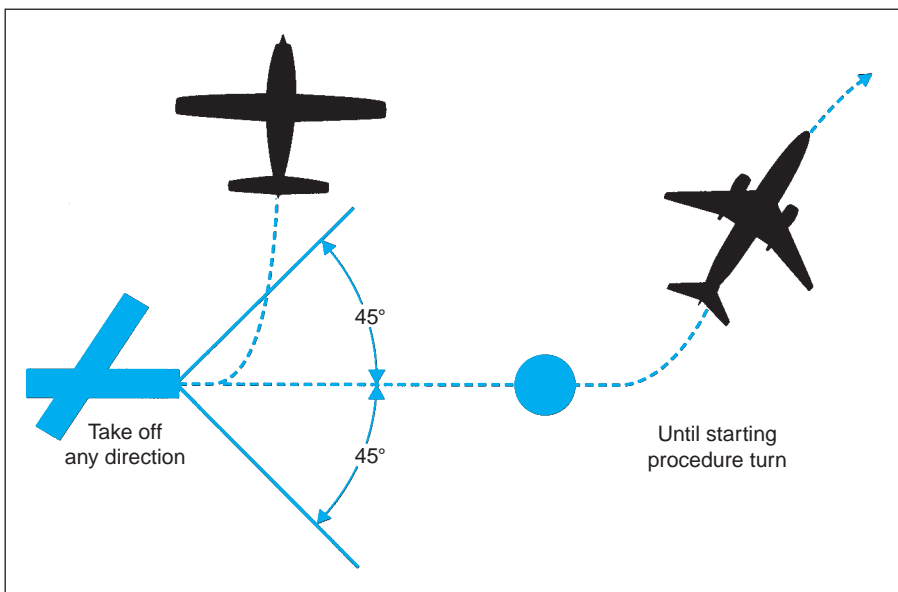 45°
Take off
any direction
45°
Until starting
procedure turn